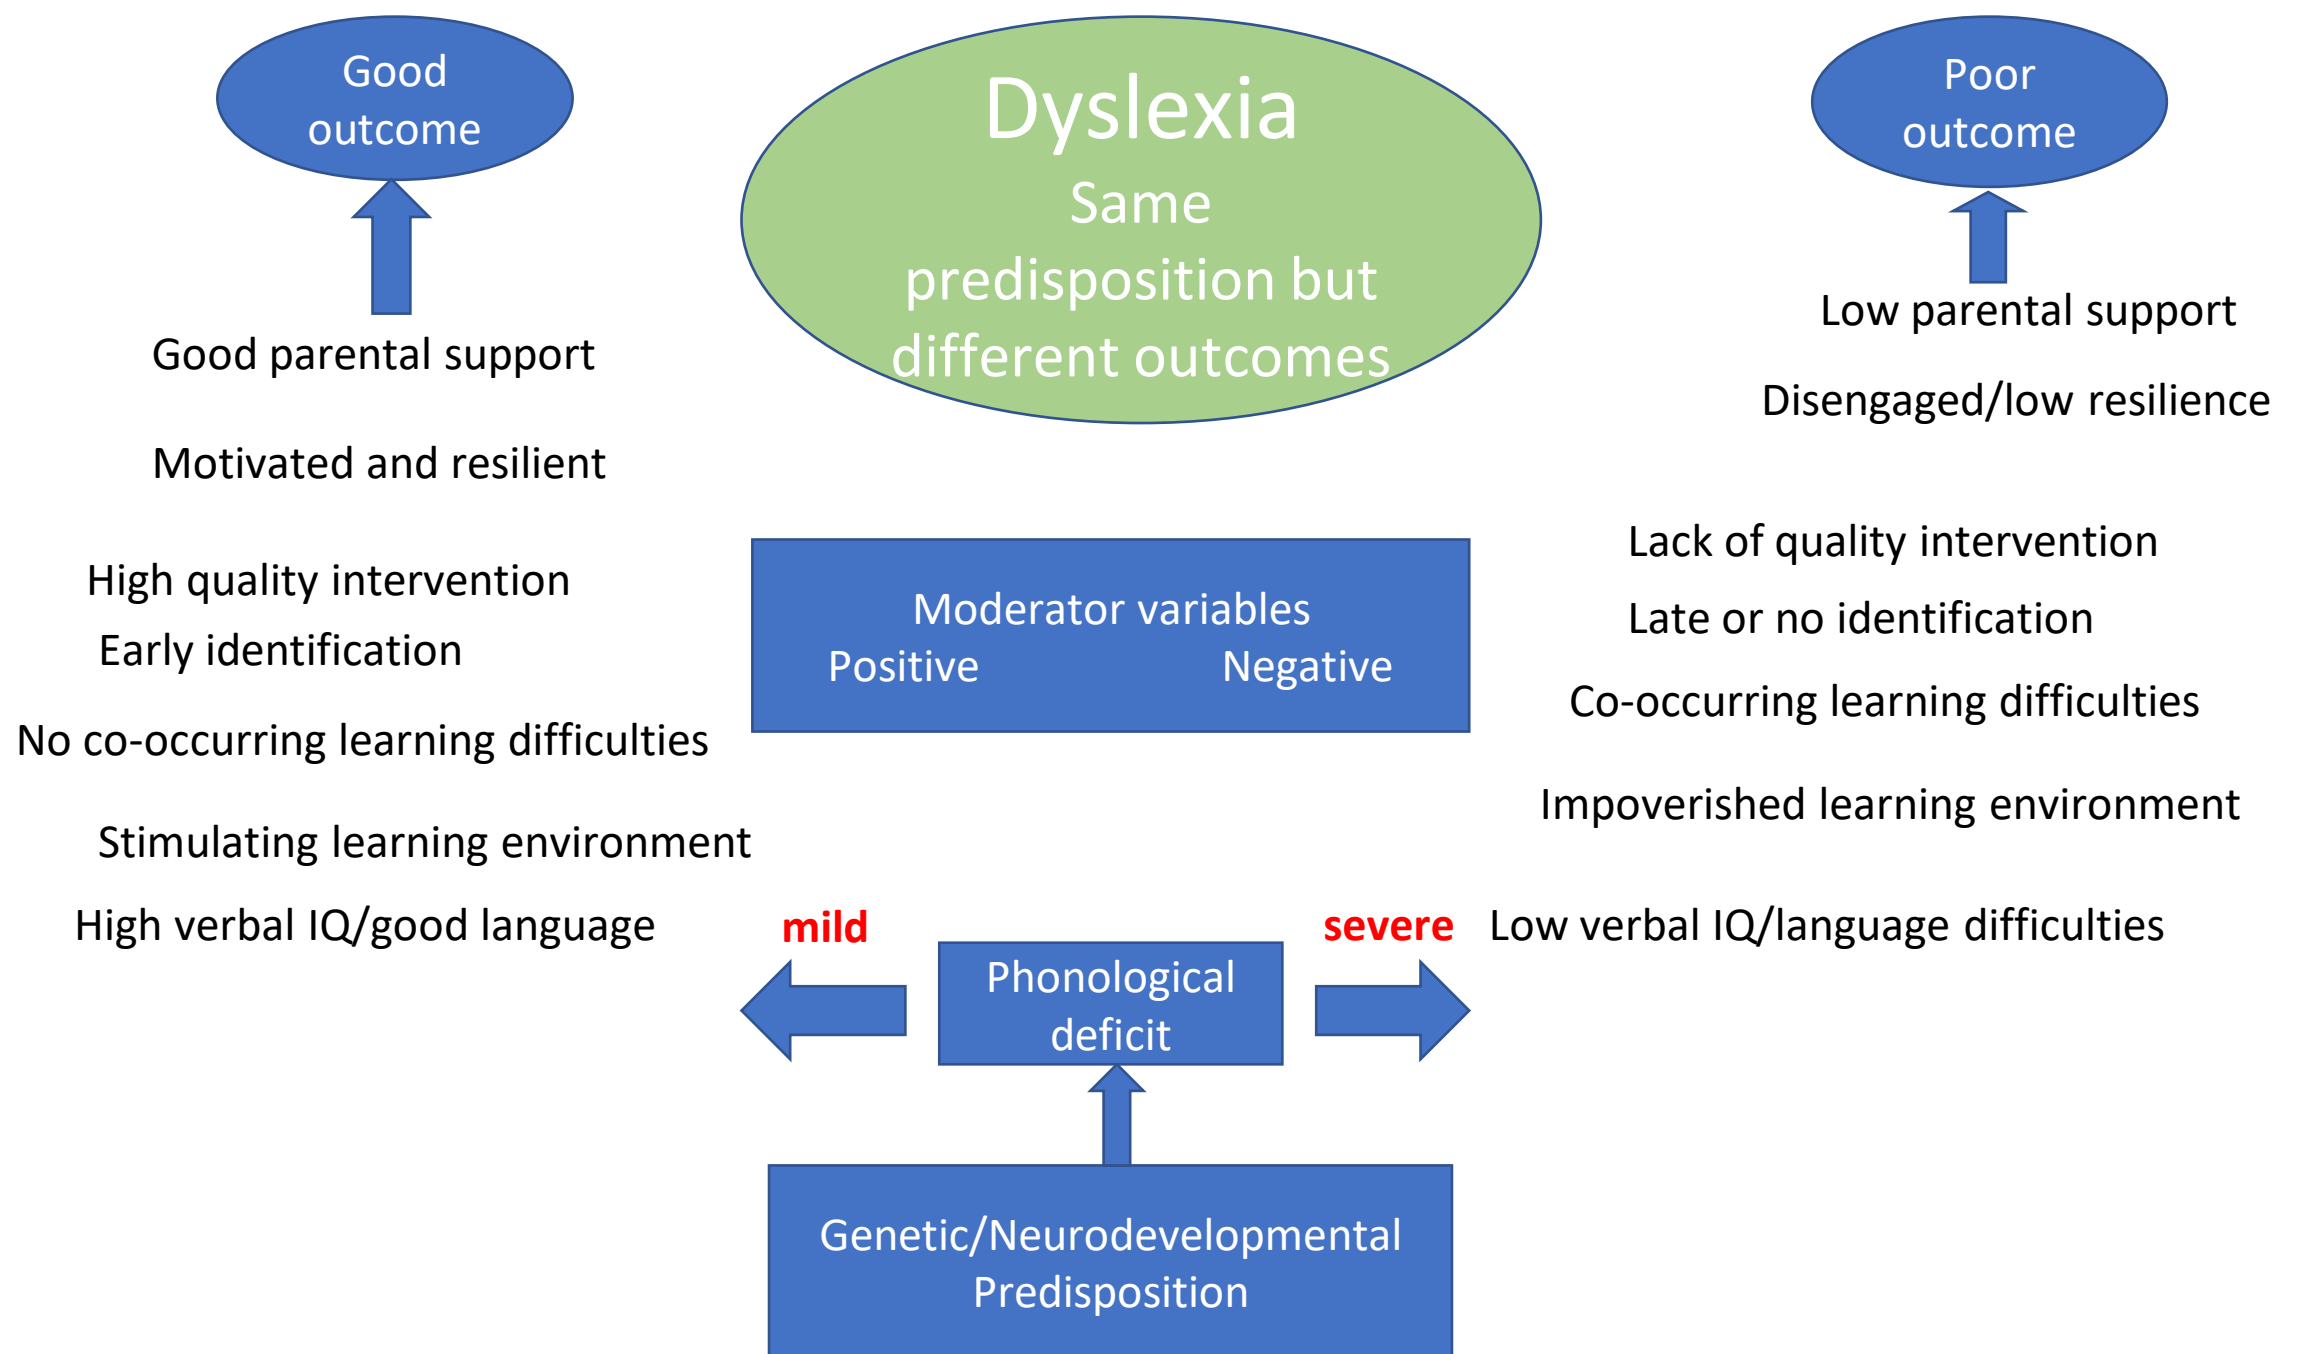 Good
outcome
Dyslexia
Same
predisposition but
different outcomes
Poor
outcome
Good parental support
Motivated and resilient
High quality intervention
Early identification
No co-occurring learning difficulties
Stimulating learning environment
High verbal IQ/good language
Moderator variables
Positive Negative
Low parental support
Disengaged/low resilience
Lack of quality intervention
Late or no identification
Co-occurring learning difficulties
Impoverished learning environment
Low verbal IQ/language difficulties
mild
severe
Phonological
deficit
Genetic/Neurodevelopmental
Predisposition